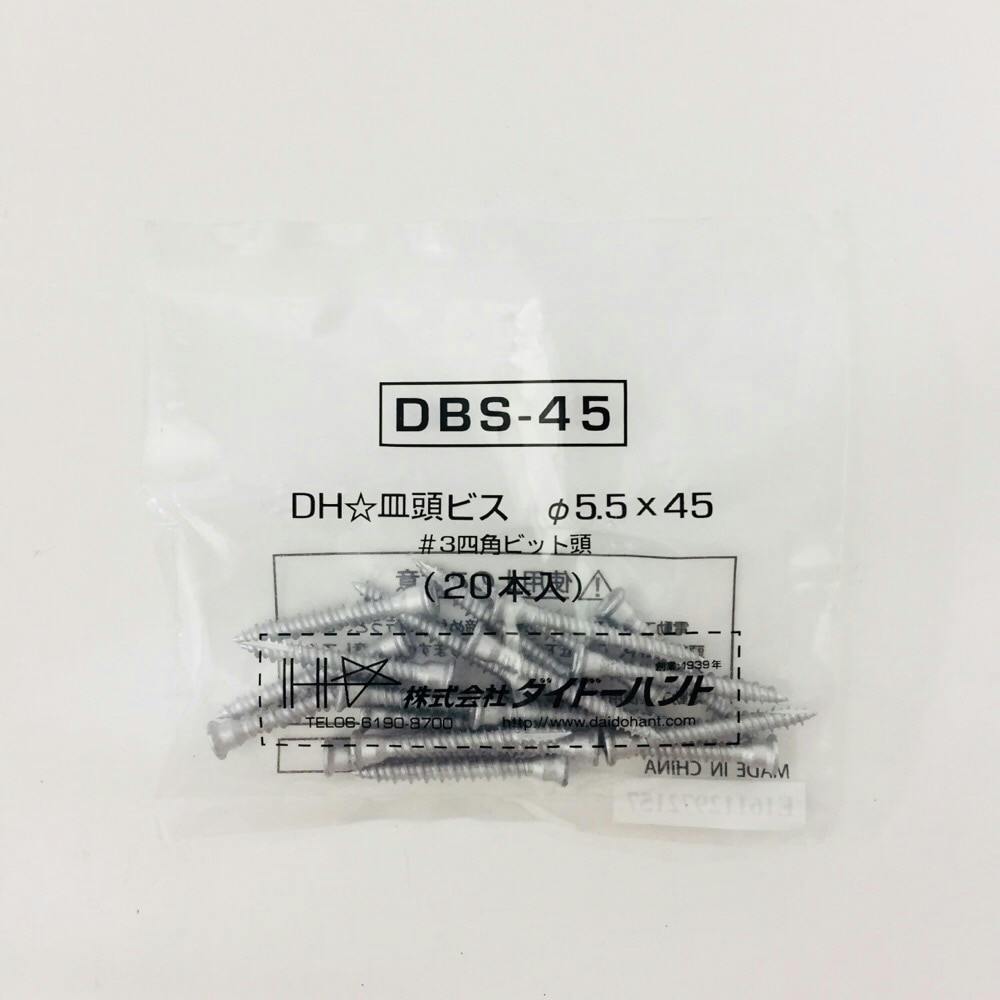 DBS-45
DH☆皿頭ビス φ5.5×45
#3四角ビット頭
(20本入)
創業:1939年
株式会社ダイドーハント
TEL06-6190-8700 http://www.daidohant.com
MADE IN CHINA